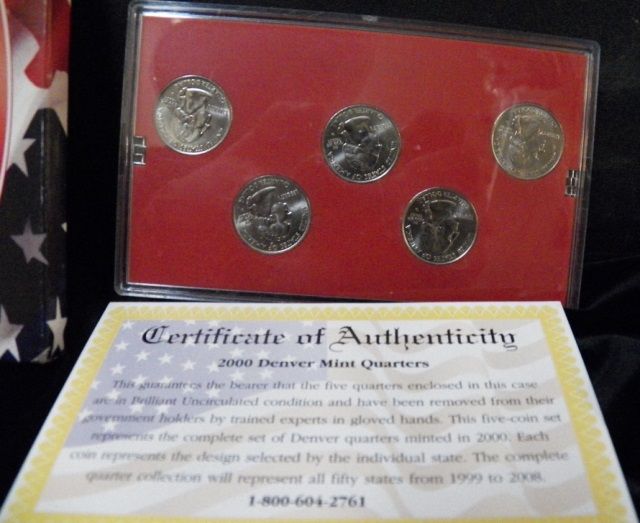 Certificate of Authenticity
2000 Denver Mint Quarters
This guarantees the bearer that the five quarters enclosed in this case
are in Brilliant Uncirculated condition and have been removed from their
government holders by trained experts in gloved hands. This five-coin set
represents the complete set of Denver quarters minted in 2000. Each
coin represents the design selected by the individual state. The complete
quarter collection will represent all fifty states from 1999 to 2008.
1-800-604-2761